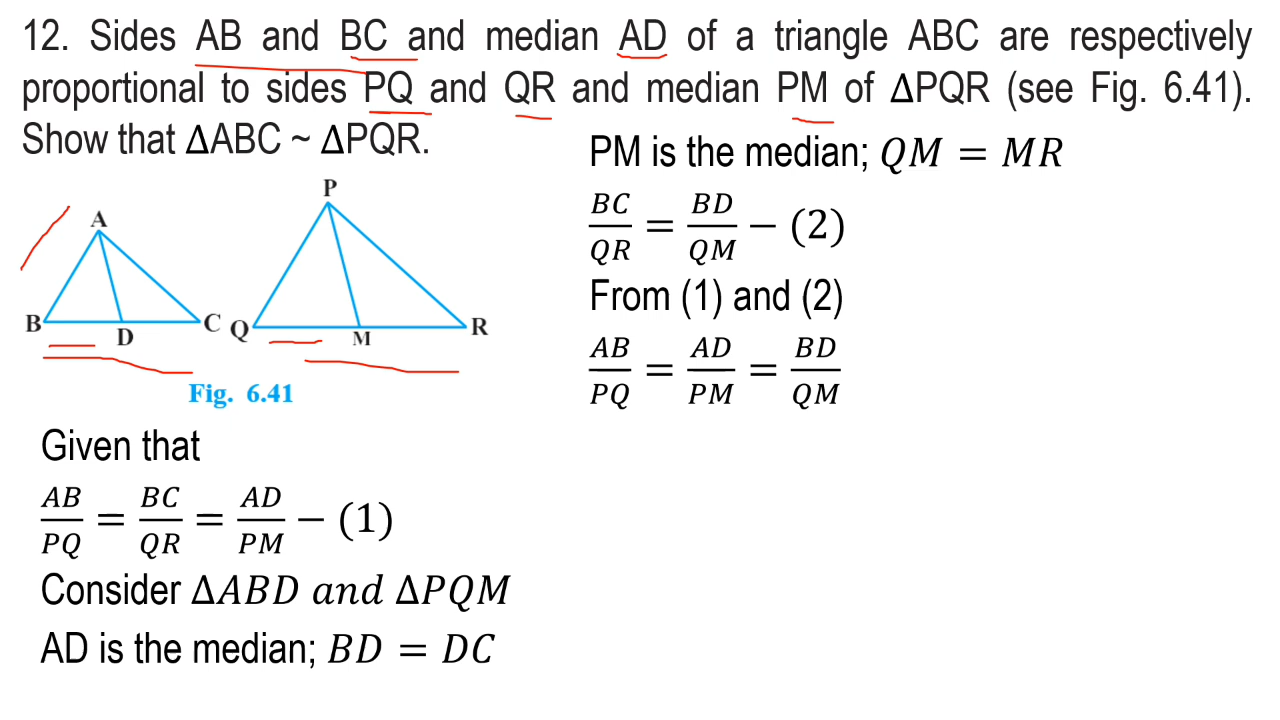 12. Sides AB and BC and median AD of a triangle ABC are respectively
proportional to sides PQ and QR and median PM of ΔPQR (see Fig. 6.41).
Show that ΔABC ~ ΔPQR.
A
B
D
C
P
Q
M
R
Fig. 6.41
Given that
AB/PQ = BC/QR = AD/PM − (1)
Consider ΔABD and ΔPQM
AD is the median; BD = DC
PM is the median; QM = MR
BC/QR = BD/QM − (2)
From (1) and (2)
AB/PQ = AD/PM = BD/QM